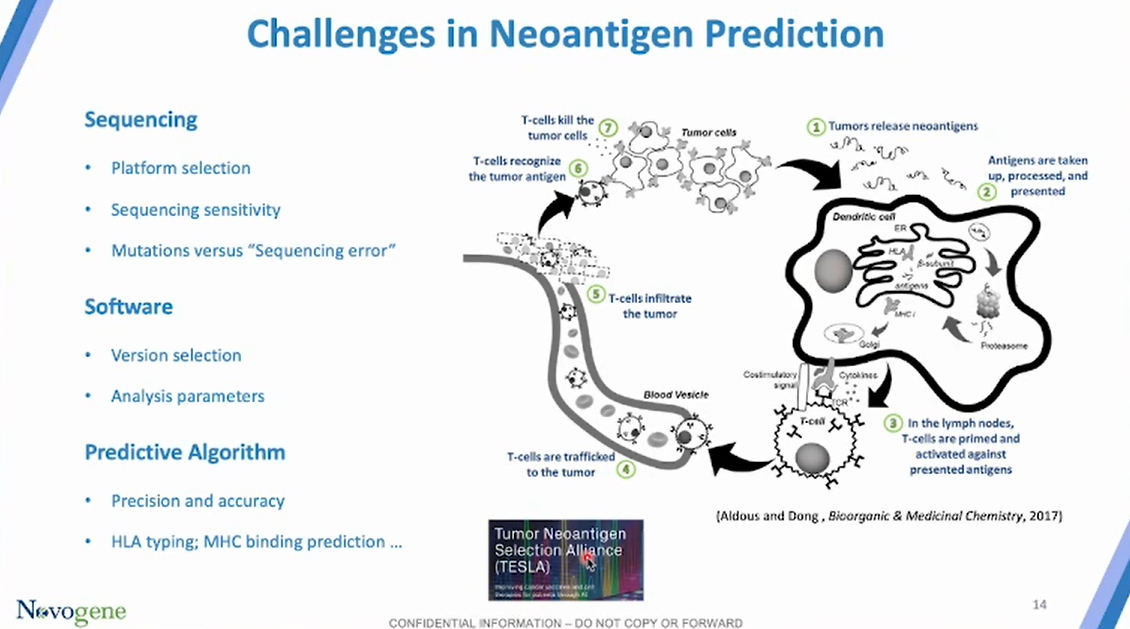 Challenges in Neoantigen Prediction
Sequencing
• Platform selection
• Sequencing sensitivity
• Mutations versus “Sequencing error”
Software
• Version selection
• Analysis parameters
Predictive Algorithm
• Precision and accuracy
• HLA typing; MHC binding prediction ...
T-cells kill the
tumor cells
7
Tumor cells
1 Tumors release neoantigens
T-cells recognize
the tumor antigen
6
Antigens are taken
up, processed, and
presented
2
Dendritic cell
ER
HLA
β-subunit
antigens
MHC I
Golgi
Proteasome
5 T-cells infiltrate
the tumor
Costimulatory
signal
Cytokines
TCR
T-cell
Blood Vessel
3 In the lymph nodes,
T-cells are primed and
activated against
presented antigens
T-cells are trafficked
to the tumor
4
(Aldous and Dong , Bioorganic & Medicinal Chemistry, 2017)
Tumor Neoantigen
Selection Alliance
(TESLA)
Improving cancer vaccines and cell
therapies for patients through AI
Novogene
CONFIDENTIAL INFORMATION – DO NOT COPY OR FORWARD
14